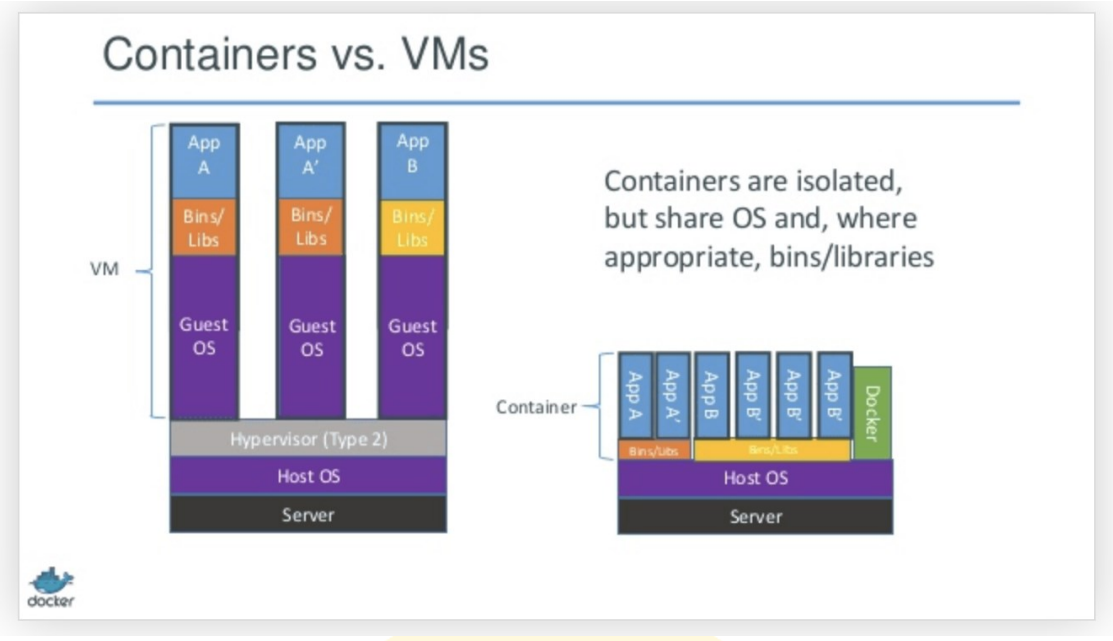 Containers vs. VMs
VM
App
A
Bins/
Libs
Guest
OS
App
A’
Bins/
Libs
Guest
OS
App
B
Bins/
Libs
Guest
OS
Hypervisor (Type 2)
Host OS
Server
Containers are isolated,
but share OS and, where
appropriate, bins/libraries
Container
App A
App A’
App B
App B’
App B’
App B’
Docker
Bins/Libs
Bins/Libs
Host OS
Server
docker